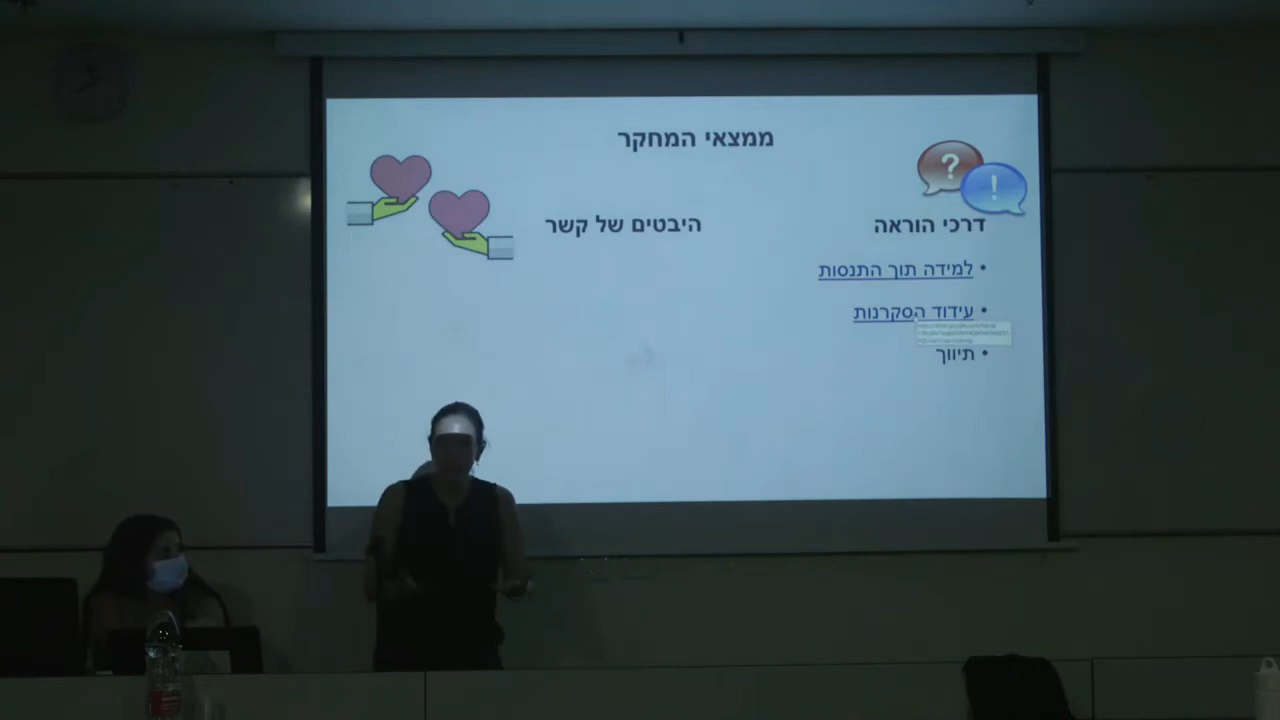 ממצאי המחקר
?
!
דרכי הוראה
• למידה תוך התנסות
• עידוד הסקרנות
• תיווך
היבטים של קשר